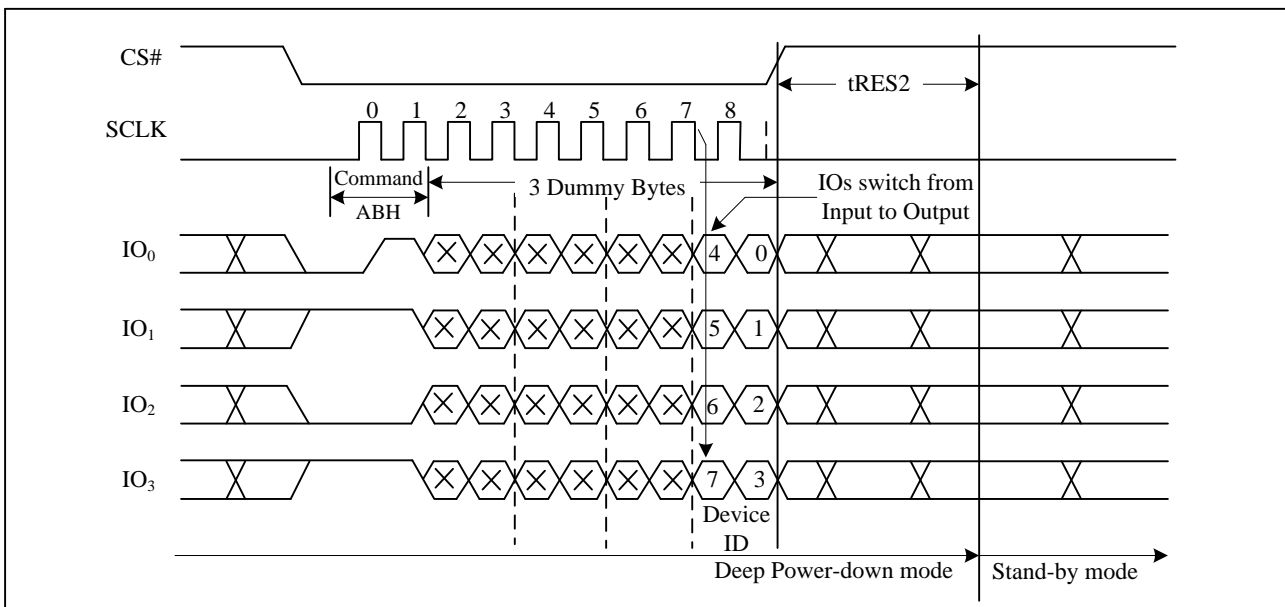 CS#
tRES2
0 1 2 3 4 5 6 7 8
SCLK
Command
ABH
3 Dummy Bytes
IOs switch from
Input to Output
IO₀ 4 0
IO₁ 5 1
IO₂ 6 2
IO₃ 7 3
Device
ID
Deep Power-down mode
Stand-by mode